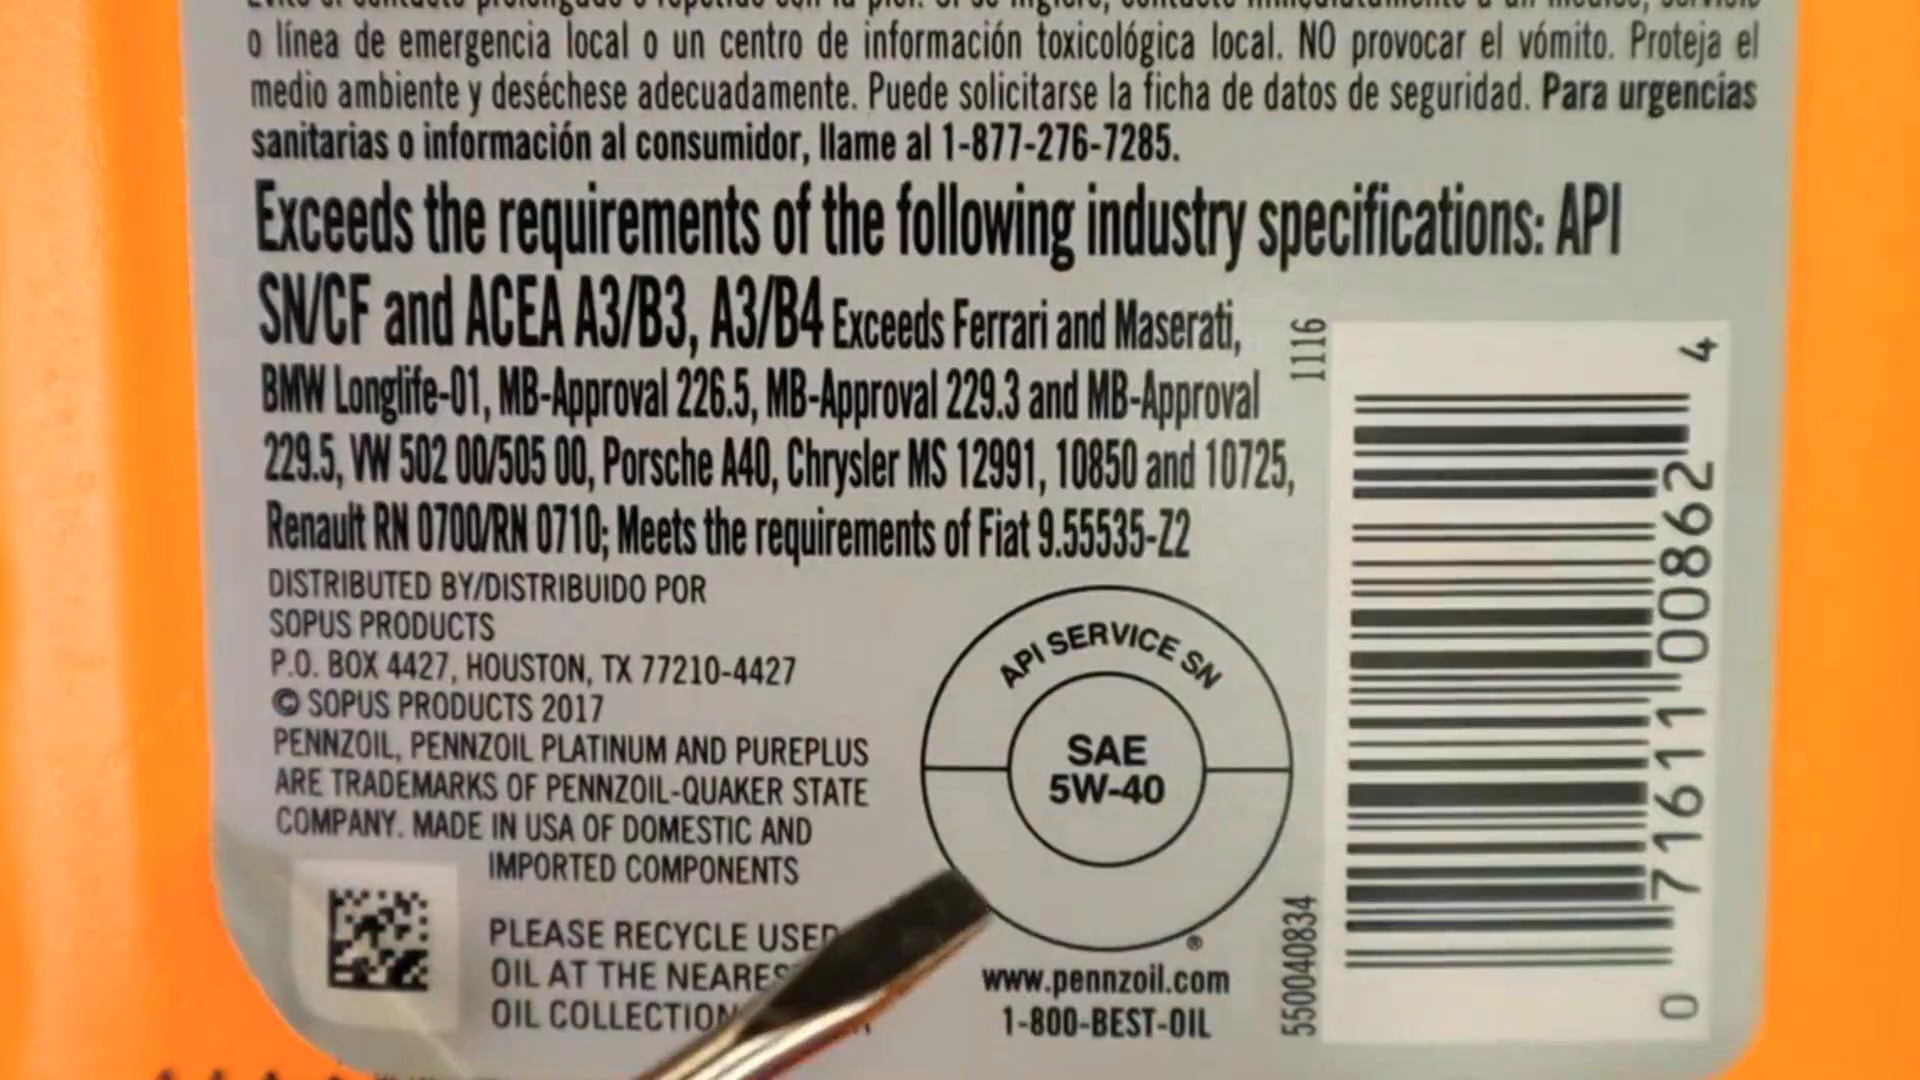 o línea de emergencia local o un centro de información toxicológica local. NO provocar el vómito. Proteja el
medio ambiente y deséchese adecuadamente. Puede solicitarse la ficha de datos de seguridad. Para urgencias
sanitarias o información al consumidor, llame al 1-877-276-7285.
Exceeds the requirements of the following industry specifications: API
SN/CF and ACEA A3/B3, A3/B4 Exceeds Ferrari and Maserati,
BMW Longlife-01, MB-Approval 226.5, MB-Approval 229.3 and MB-Approval
229.5, VW 502 00/505 00, Porsche A40, Chrysler MS 12991, 10850 and 10725,
Renault RN 0700/RN 0710; Meets the requirements of Fiat 9.55535-Z2
DISTRIBUTED BY/DISTRIBUIDO POR
SOPUS PRODUCTS
P.O. BOX 4427, HOUSTON, TX 77210-4427
© SOPUS PRODUCTS 2017
PENNZOIL, PENNZOIL PLATINUM AND PUREPLUS
ARE TRADEMARKS OF PENNZOIL-QUAKER STATE
COMPANY. MADE IN USA OF DOMESTIC AND
IMPORTED COMPONENTS
PLEASE RECYCLE USED
OIL AT THE NEARES
OIL COLLECTION
API SERVICE SN
SAE
5W-40
®
www.pennzoil.com
1-800-BEST-OIL
1116
550040834
0 71611 00862 4